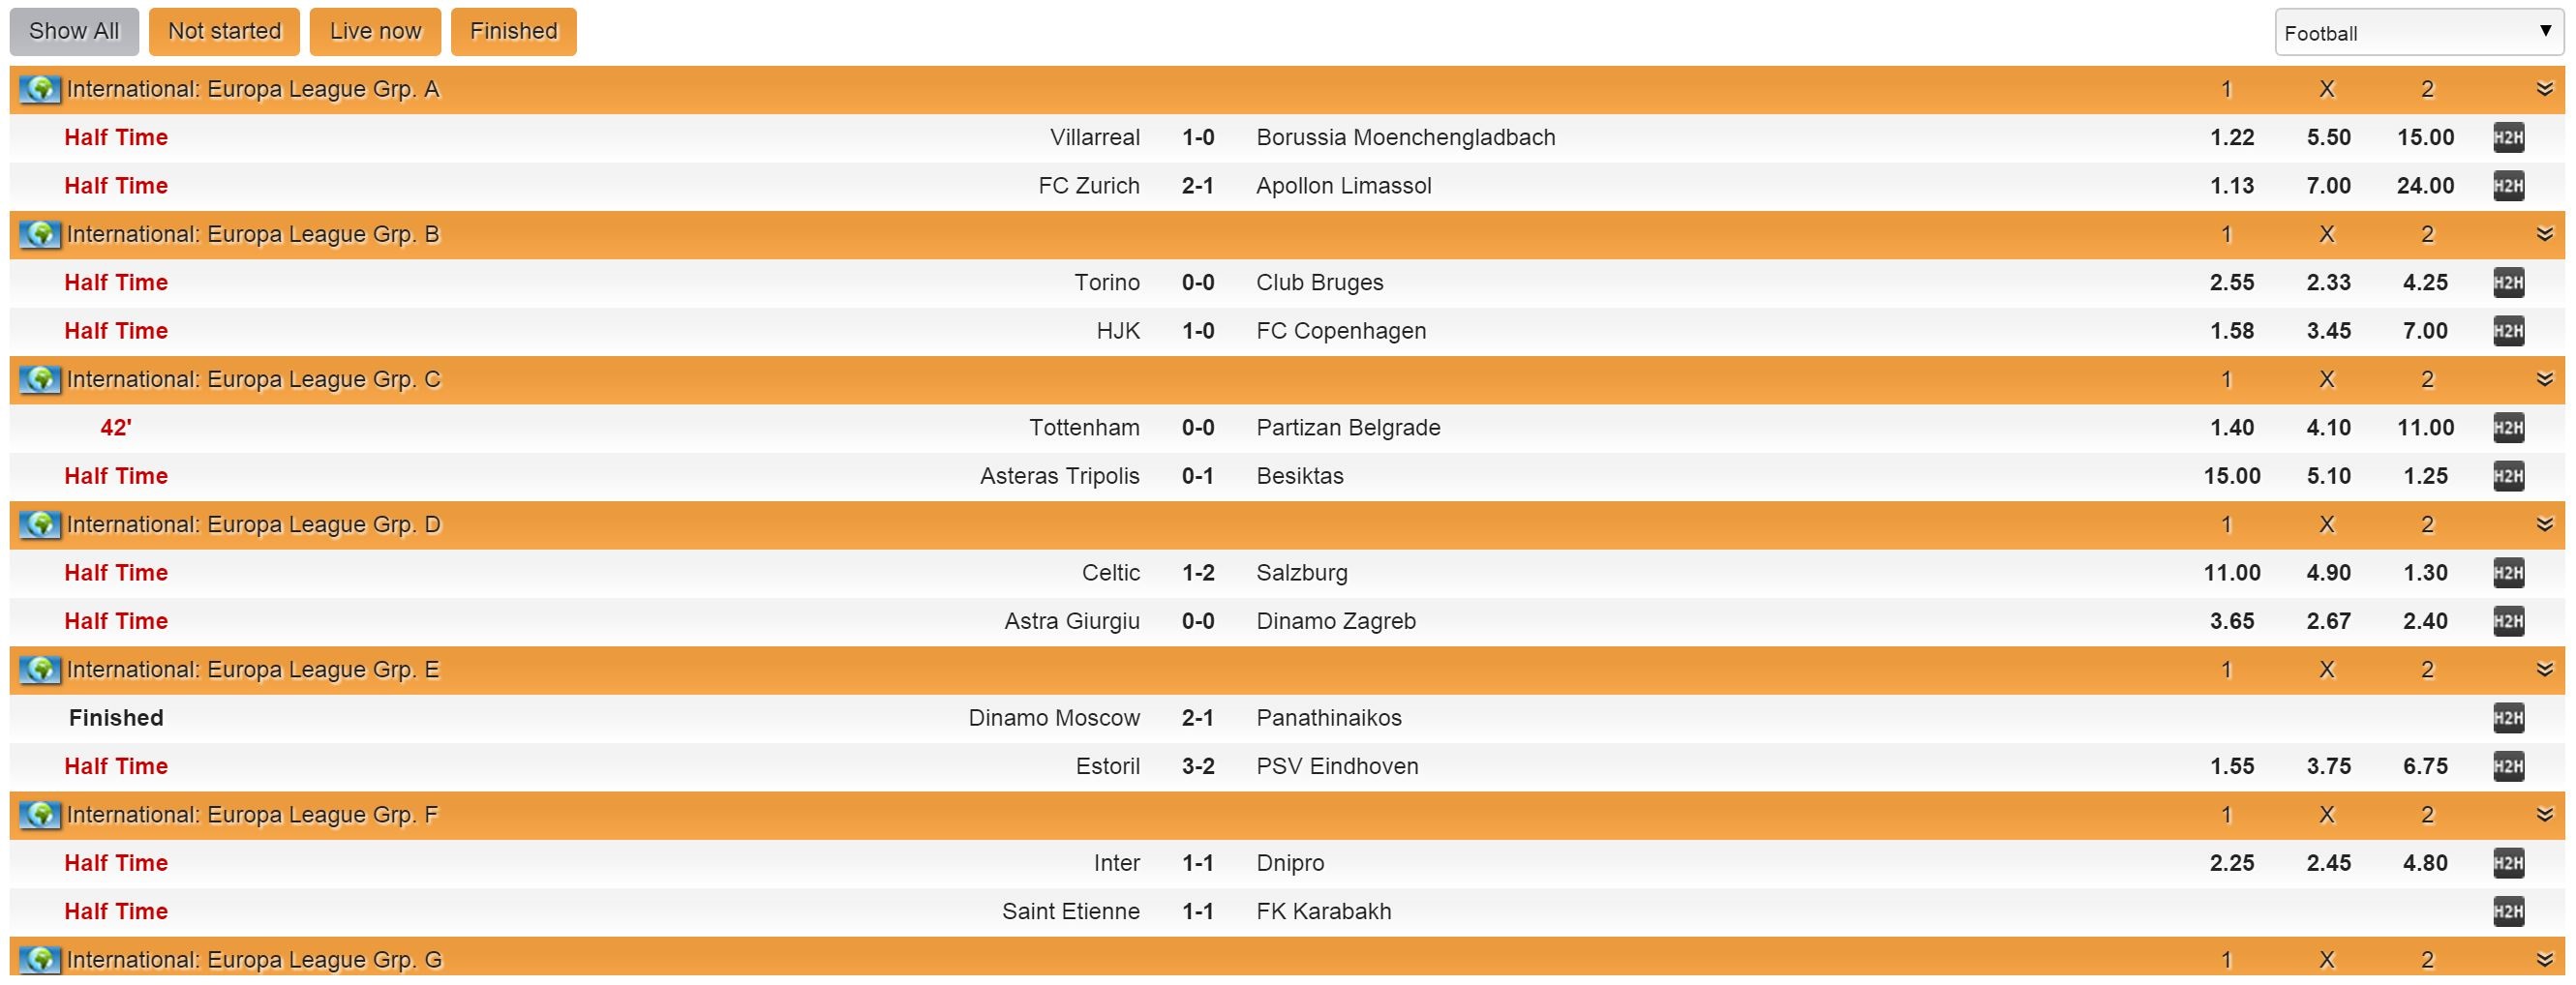 Show All Not started Live now Finished Football
International: Europa League Grp. A 1 X 2
Half Time Villarreal 1-0 Borussia Moenchengladbach 1.22 5.50 15.00 H2H
Half Time FC Zurich 2-1 Apollon Limassol 1.13 7.00 24.00 H2H
International: Europa League Grp. B 1 X 2
Half Time Torino 0-0 Club Bruges 2.55 2.33 4.25 H2H
Half Time HJK 1-0 FC Copenhagen 1.58 3.45 7.00 H2H
International: Europa League Grp. C 1 X 2
42' Tottenham 0-0 Partizan Belgrade 1.40 4.10 11.00 H2H
Half Time Asteras Tripolis 0-1 Besiktas 15.00 5.10 1.25 H2H
International: Europa League Grp. D 1 X 2
Half Time Celtic 1-2 Salzburg 11.00 4.90 1.30 H2H
Half Time Astra Giurgiu 0-0 Dinamo Zagreb 3.65 2.67 2.40 H2H
International: Europa League Grp. E 1 X 2
Finished Dinamo Moscow 2-1 Panathinaikos H2H
Half Time Estoril 3-2 PSV Eindhoven 1.55 3.75 6.75 H2H
International: Europa League Grp. F 1 X 2
Half Time Inter 1-1 Dnipro 2.25 2.45 4.80 H2H
Half Time Saint Etienne 1-1 FK Karabakh H2H
International: Europa League Grp. G 1 X 2